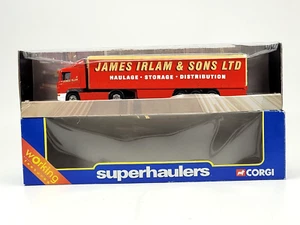 JAMES IRLAM & SONS LTD
HAULAGE · STORAGE · DISTRIBUTION
working
superhaulers
CORGI